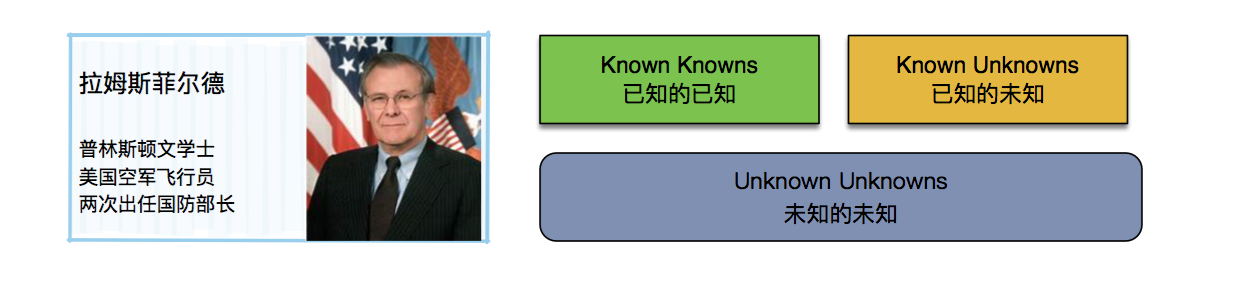 拉姆斯菲尔德
普林斯顿文学士
美国空军飞行员
两次出任国防部长
Known Knowns
已知的已知
Known Unknowns
已知的未知
Unknown Unknowns
未知的未知